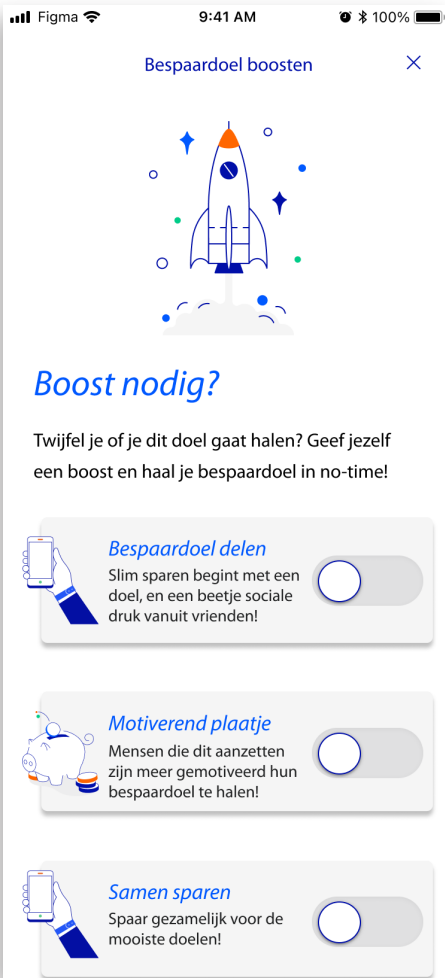 Figma 9:41 AM 100%
Bespaardoel boosten
Boost nodig?
Twijfel je of je dit doel gaat halen? Geef jezelf
een boost en haal je bespaardoel in no-time!
Bespaardoel delen
Slim sparen begint met een
doel, en een beetje sociale
druk vanuit vrienden!
Motiverend plaatje
Mensen die dit aanzetten
zijn meer gemotiveerd hun
bespaardoel te halen!
Samen sparen
Spaar gezamelijk voor de
mooiste doelen!